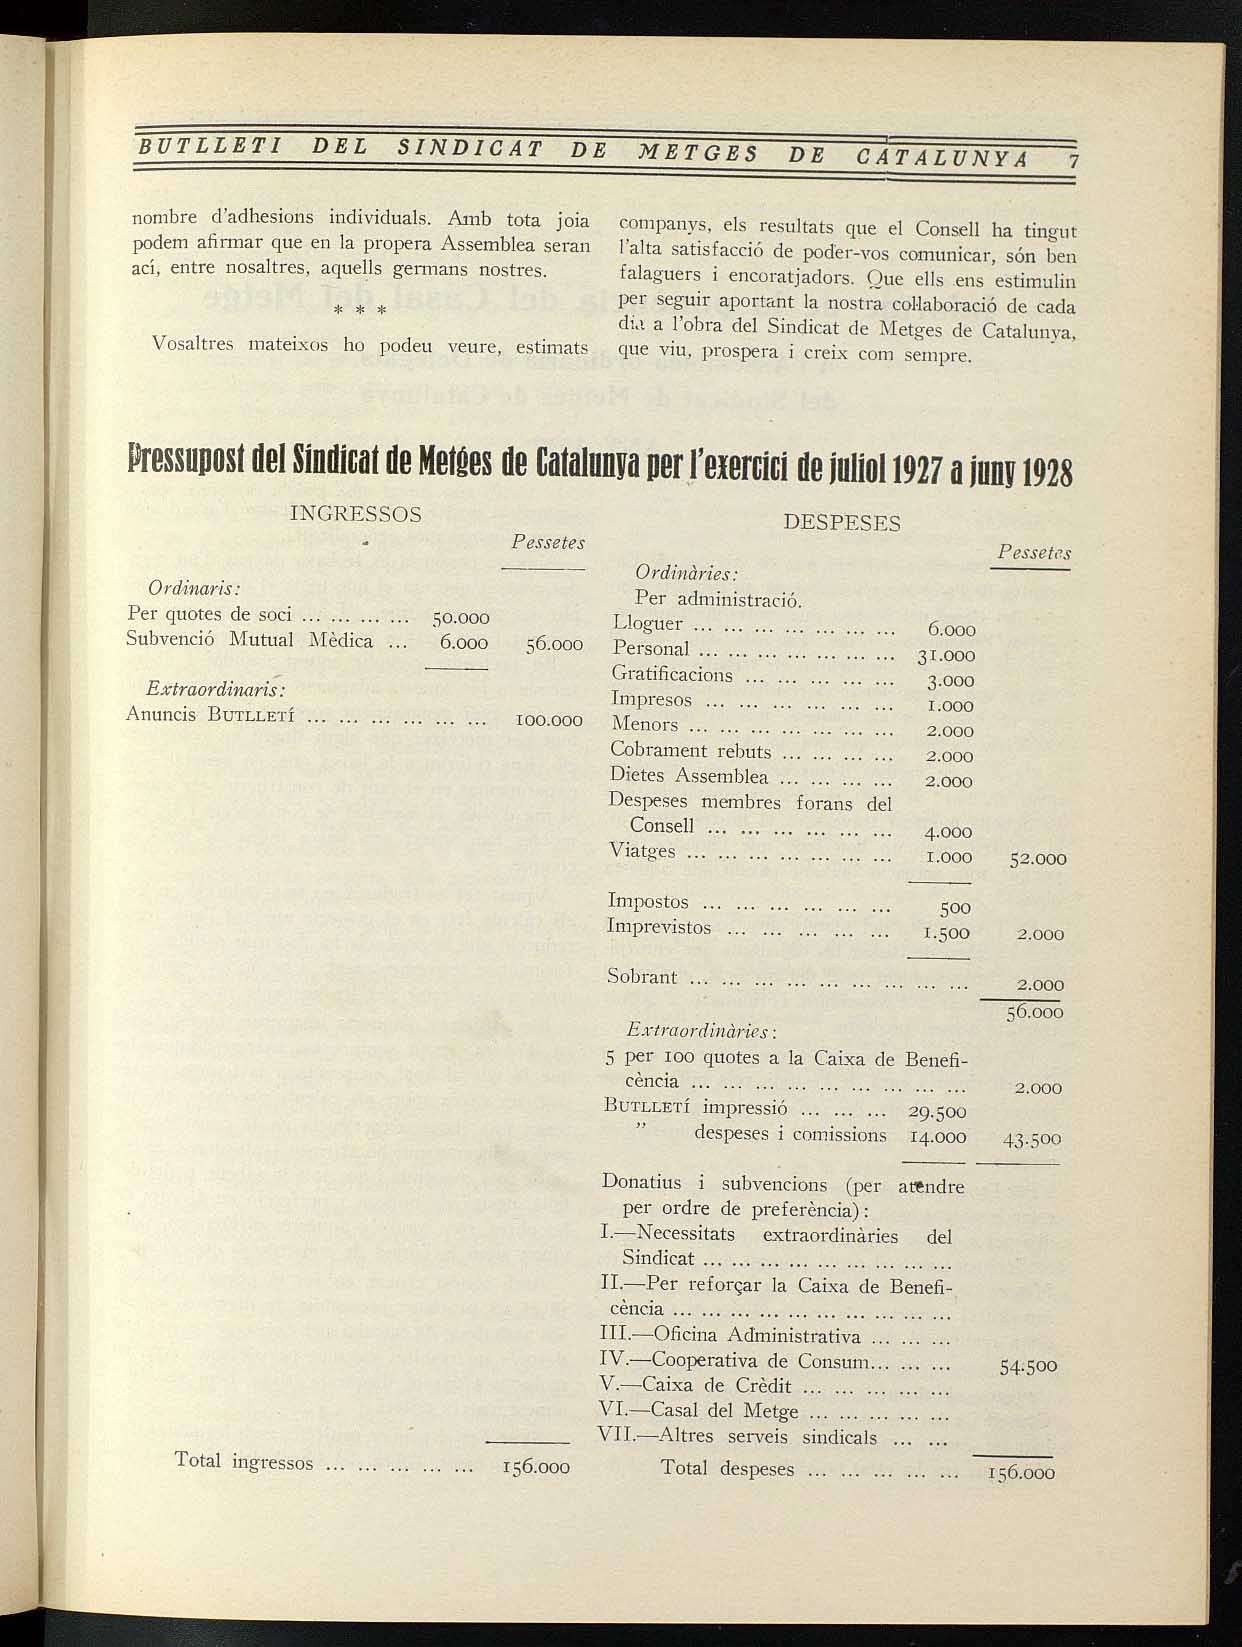 BUTLLETI DEL SINDICAT DE METGES DE CATALUNYA 7
nombre d'adhesions individuals. Amb tota joia
podem afirmar que en la propera Assemblea seran
ací, entre nosaltres, aquells germans nostres.
* * *
Vosaltres mateixos ho podeu veure, estimats
companys, els resultats que el Consell ha tingut
l'alta satisfacció de poder-vos comunicar, són ben
falaguers i encoratjadors. Que ells ens estimulin
per seguir aportant la nostra col·laboració de cada
dia a l'obra del Sindicat de Metges de Catalunya,
que viu, prospera i creix com sempre.
Pressupost del Sindicat de Metges de Catalunya per l'exercici de juliol 1927 a juny 1928
INGRESSOS
Pessetes
Ordinaris:
Per quotes de soci ... ... ... ... 50.000
Subvenció Mutual Mèdica ... 6.000 56.000
Extraordinaris:
Anuncis BUTLLETÍ ... ... ... ... ... ... 100.000
Total ingressos ... ... ... ... ... 156.000
DESPESES
Pessetes
Ordinàries:
Per administració.
Lloguer ... ... ... ... ... ... ... 6.000
Personal ... ... ... ... ... ... ... 31.000
Gratificacions ... ... ... ... ... 3.000
Impresos ... ... ... ... ... ... 1.000
Menors ... ... ... ... ... ... ... 2.000
Cobrament rebuts ... ... ... ... 2.000
Dietes Assemblea ... ... ... ... 2.000
Despeses membres forans del
Consell ... ... ... ... ... ... 4.000
Viatges ... ... ... ... ... ... ... 1.000 52.000
Impostos ... ... ... ... ... ... 500
Imprevistos ... ... ... ... ... 1.500 2.000
Sobrant ... ... ... ... ... ... ... ... ... 2.000
56.000
Extraordinàries:
5 per 100 quotes a la Caixa de Benefi-
cència ... ... ... ... ... ... ... ... ... 2.000
BUTLLETÍ impressió ... ... ... 29.500
" despeses i comissions 14.000 43.500
Donatius i subvencions (per atendre
per ordre de preferència):
I.—Necessitats extraordinàries del
Sindicat ... ... ... ... ... ... ... ... ...
II.—Per reforçar la Caixa de Benefi-
cència ... ... ... ... ... ... ... ... ... ...
III.—Oficina Administrativa ... ... ...
IV.—Cooperativa de Consum... ... ... 54.500
V.—Caixa de Crèdit ... ... ... ... ...
VI.—Casal del Metge ... ... ... ... ...
VII.—Altres serveis sindicals ... ...
Total despeses ... ... ... ... ... 156.000